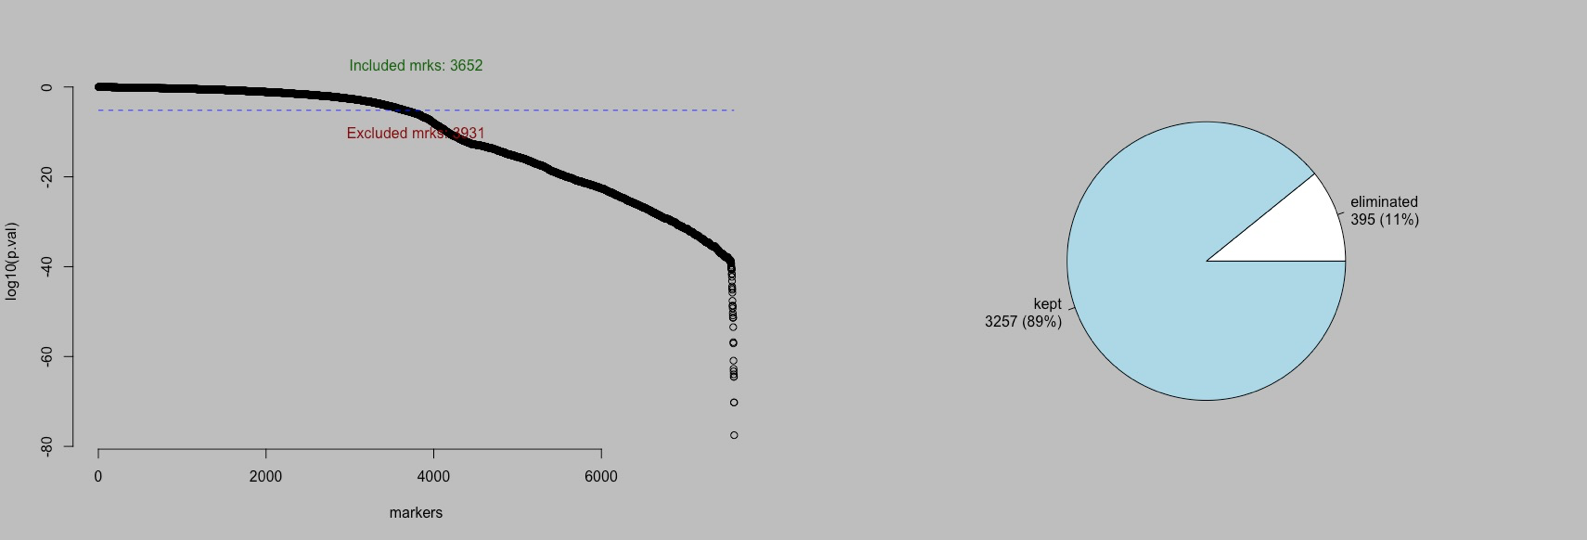 Included mrks: 3652
Excluded mrks: 3931
0
-20
-40
-60
-80
log10(p.val)
0
2000
4000
6000
markers
eliminated
395 (11%)
kept
3257 (89%)